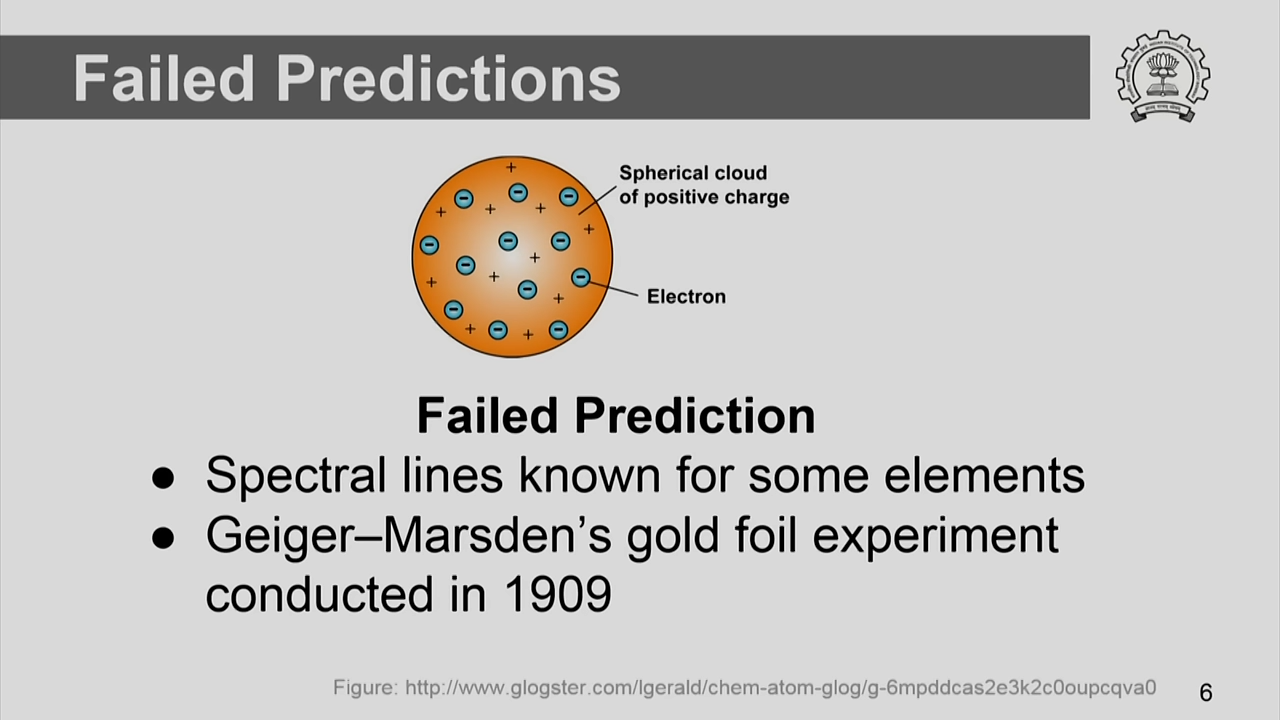 Failed Predictions
Spherical cloud
of positive charge
Electron
Failed Prediction
● Spectral lines known for some elements
● Geiger–Marsden’s gold foil experiment
conducted in 1909
Figure: http://www.glogster.com/lgerald/chem-atom-glog/g-6mpddcas2e3k2c0oupcqva0
6